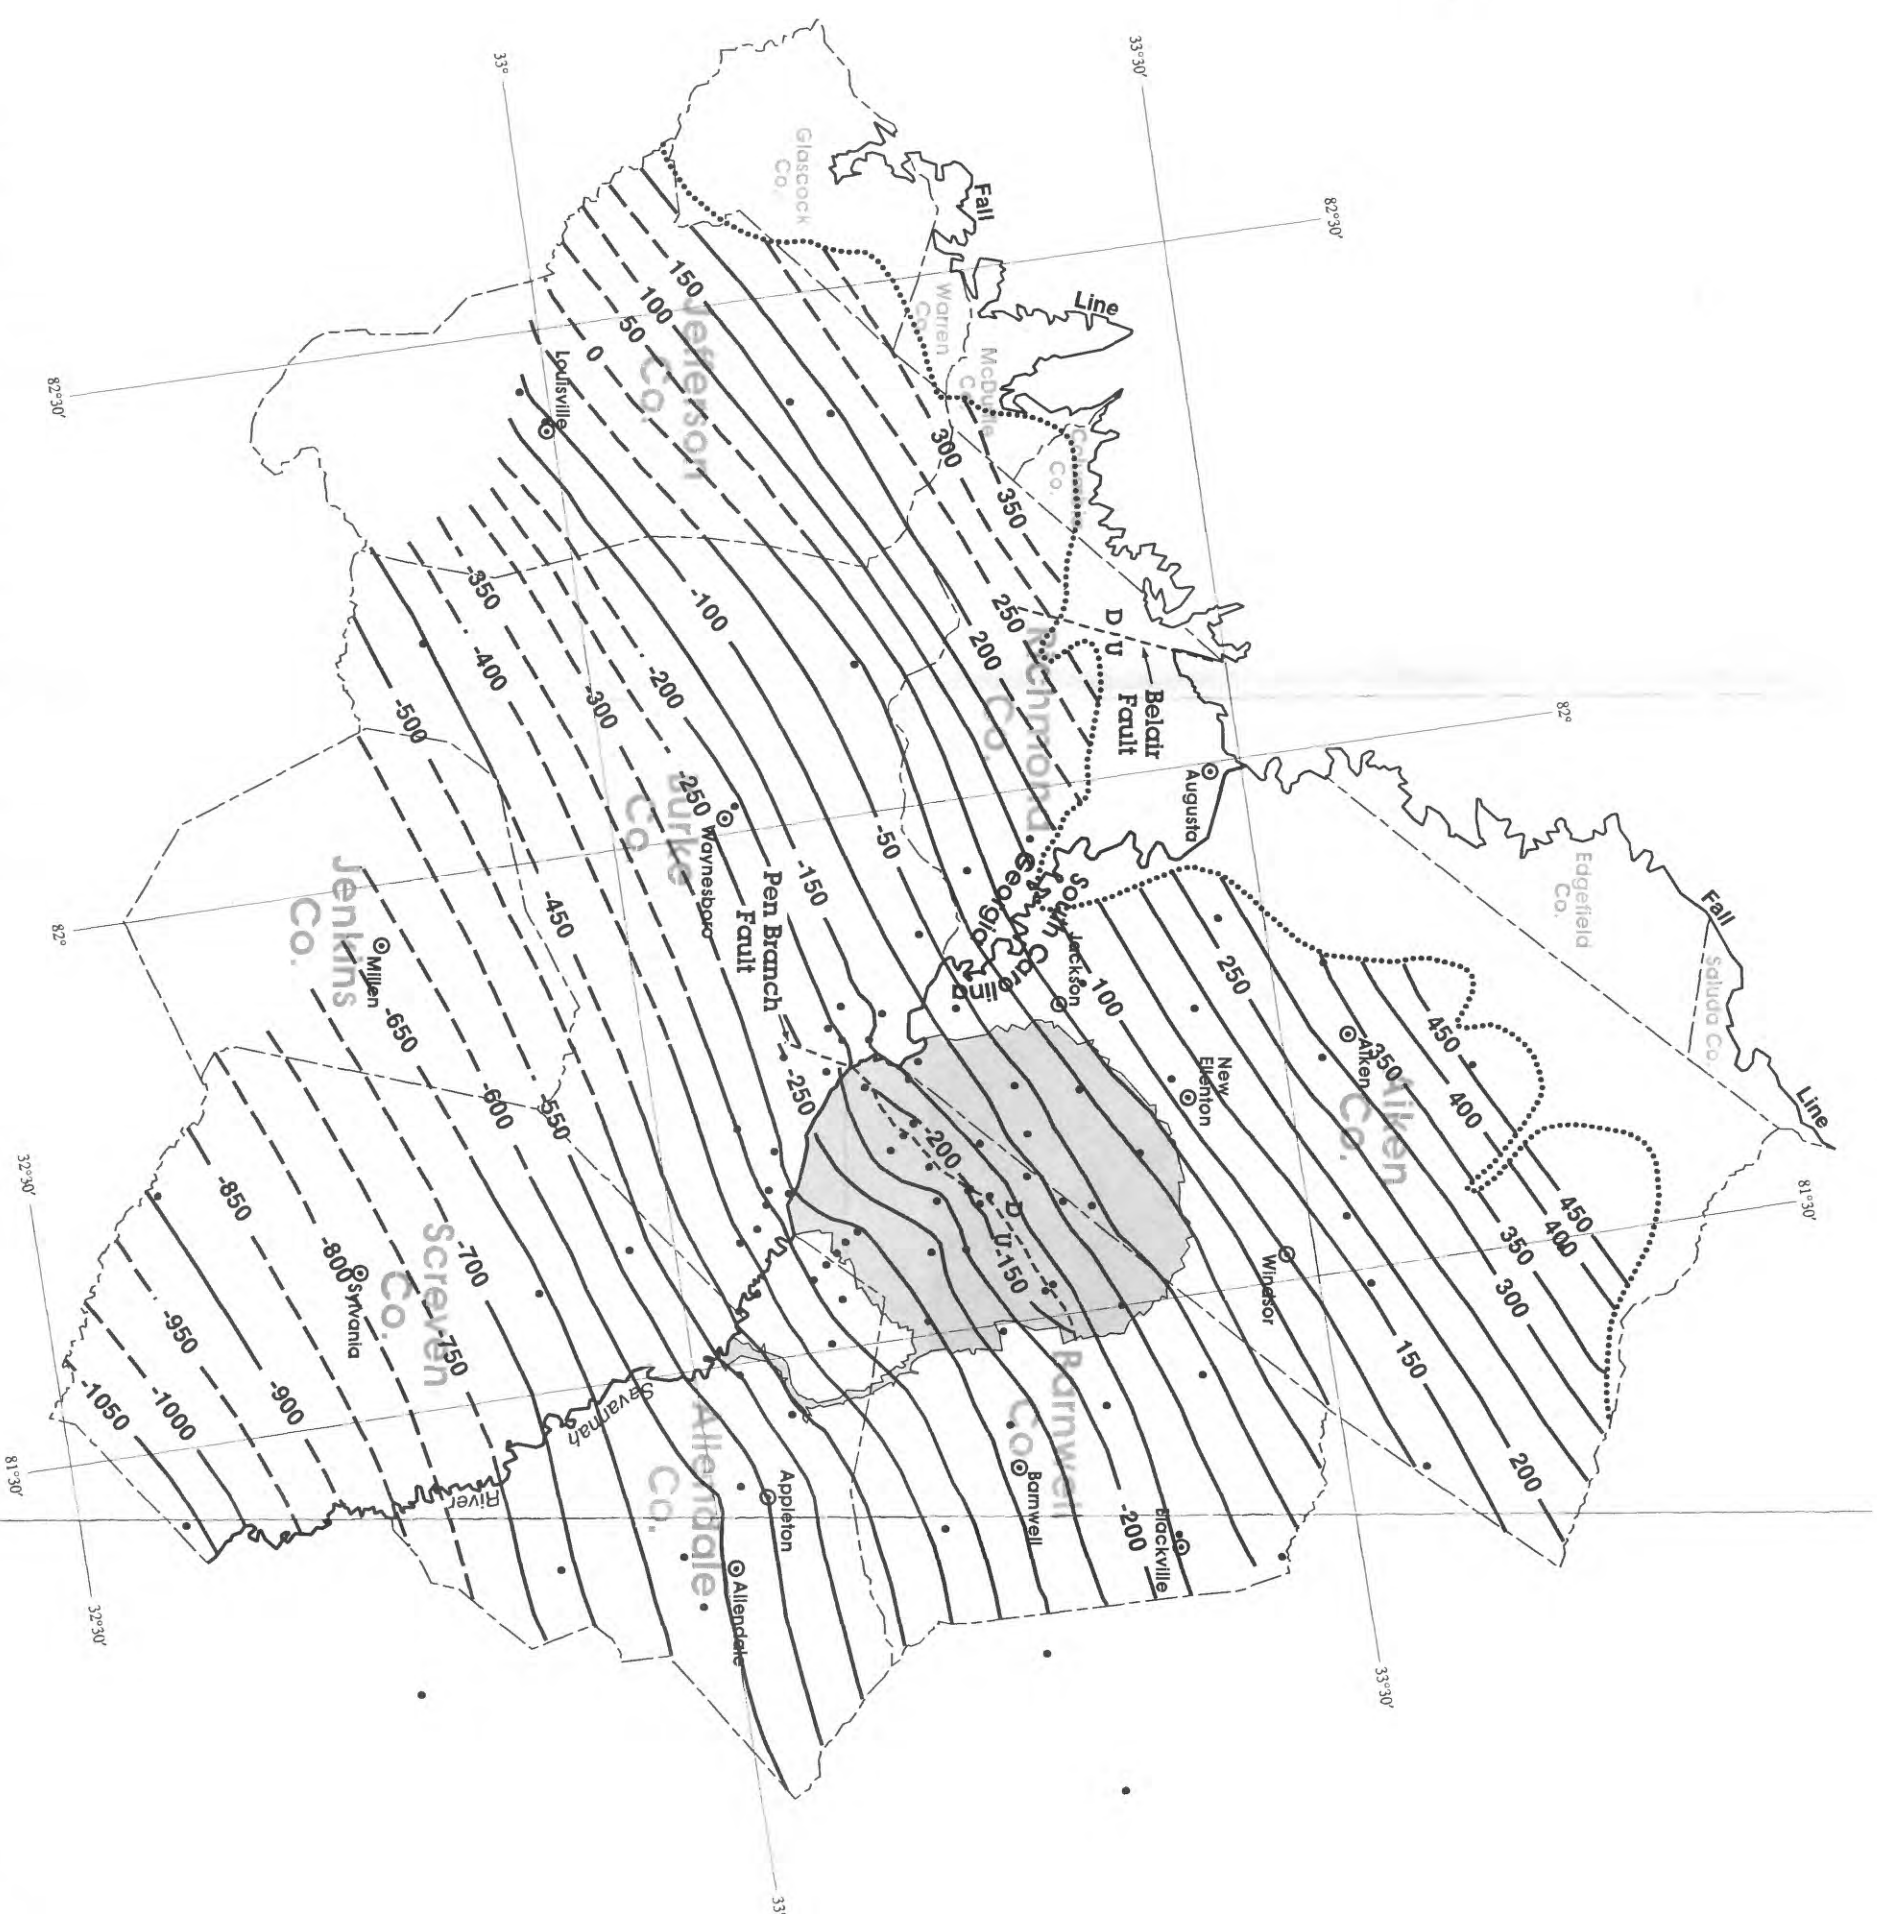 33°30'
33°
82°30'
Fall
Line
Glascock
Co.
Warren
Co.
McDuffie
Co.
Columbia
Co.
150
100
50
0
Jefferson
Co.
Louisville
82°30'
300
350
250
200
D
U
Belair
Fault
Richmond
Co.
82°
Augusta
-100
-350
-400
-200
-300
-500
-250
-50
-150
Burke
Co.
Waynesboro
Pen Branch
Fault
-450
Jenkins
Co.
Millen
82°
-650
-600
-550
Georgia
South Carolina
Jackson
100
250
New
Ellenton
Aiken
Aiken
Co.
350
400
450
Edgefield
Co.
Saluda Co.
Fall
Line
81°30'
450
400
350
300
Windsor
150
200
-250
-200
D
U
-150
32°30'
-850
-800
Sylvania
Screven
Co.
-700
-750
-950
-900
-1000
-1050
81°30'
32°30'
Savannah
River
Allendale
Co.
Appleton
Allendale
Barnwell
Co.
Barnwell
-200
Blackville
33°30'
33°